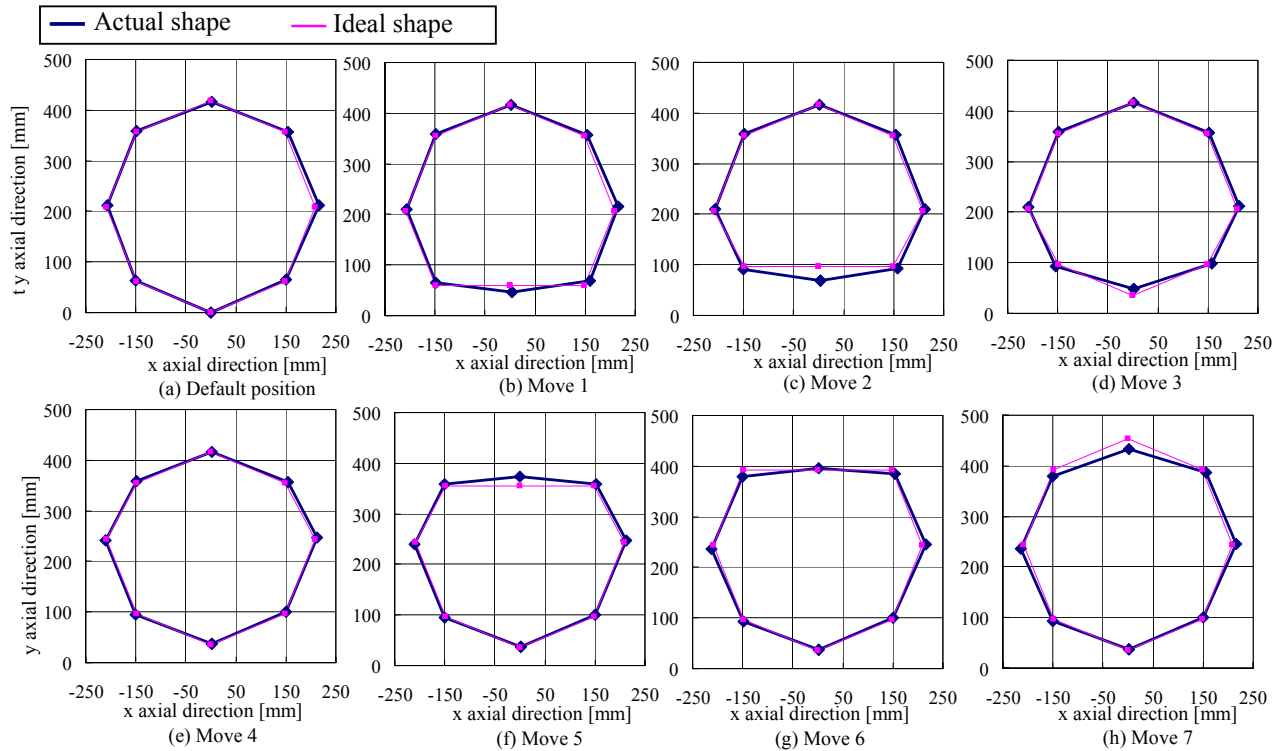 Actual shape Ideal shape
500 500 500 500
400 400 400 400
300 300 300 300
200 200 200 200
100 100 100 100
0 0 0 0
t y axial direction [mm]
-250 -150 -50 50 150 250 -250 -150 -50 50 150 250 -250 -150 -50 50 150 250 -250 -150 -50 50 150 250
x axial direction [mm] x axial direction [mm] x axial direction [mm] x axial direction [mm]
(a) Default position (b) Move 1 (c) Move 2 (d) Move 3
500 500 500 500
400 400 400 400
300 300 300 300
200 200 200 200
100 100 100 100
0 0 0 0
y axial direction [mm]
-250 -150 -50 50 150 250 -250 -150 -50 50 150 250 -250 -150 -50 50 150 250 -250 -150 -50 50 150 250
x axial direction [mm] x axial direction [mm] x axial direction [mm] x axial direction [mm]
(e) Move 4 (f) Move 5 (g) Move 6 (h) Move 7